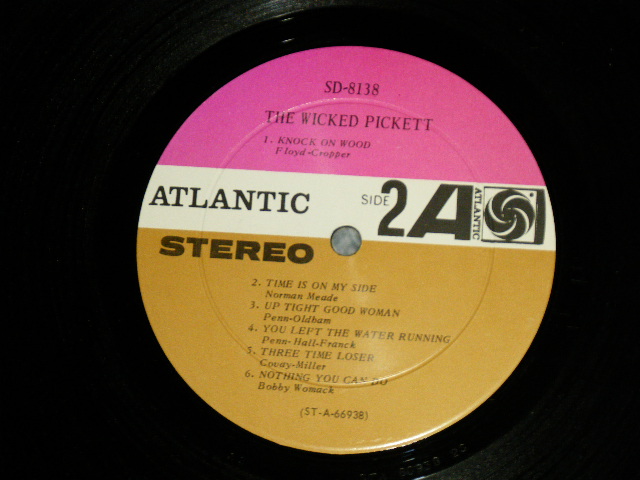 SD-8138
THE WICKED PICKETT
1. KNOCK ON WOOD
Floyd-Cropper
ATLANTIC
SIDE 2
A
ATLANTIC
STEREO
2. TIME IS ON MY SIDE
Norman Meade
3. UP TIGHT GOOD WOMAN
Penn-Oldham
4. YOU LEFT THE WATER RUNNING
Penn-Hall-Franck
5. THREE TIME LOSER
Covay-Miller
6. NOTHING YOU CAN DO
Bobby Womack
(ST-A-66938)